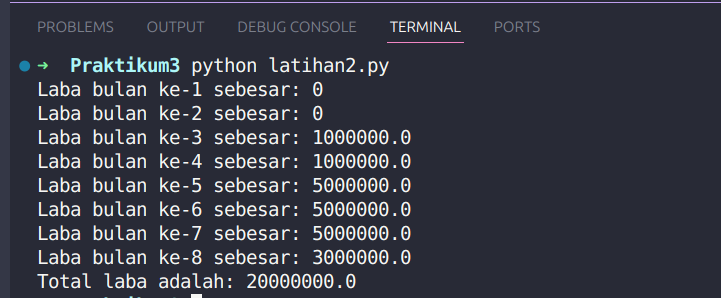 PROBLEMS OUTPUT DEBUG CONSOLE TERMINAL PORTS
➜ Praktikum3 python latihan2.py
Laba bulan ke-1 sebesar: 0
Laba bulan ke-2 sebesar: 0
Laba bulan ke-3 sebesar: 1000000.0
Laba bulan ke-4 sebesar: 1000000.0
Laba bulan ke-5 sebesar: 5000000.0
Laba bulan ke-6 sebesar: 5000000.0
Laba bulan ke-7 sebesar: 5000000.0
Laba bulan ke-8 sebesar: 3000000.0
Total laba adalah: 20000000.0